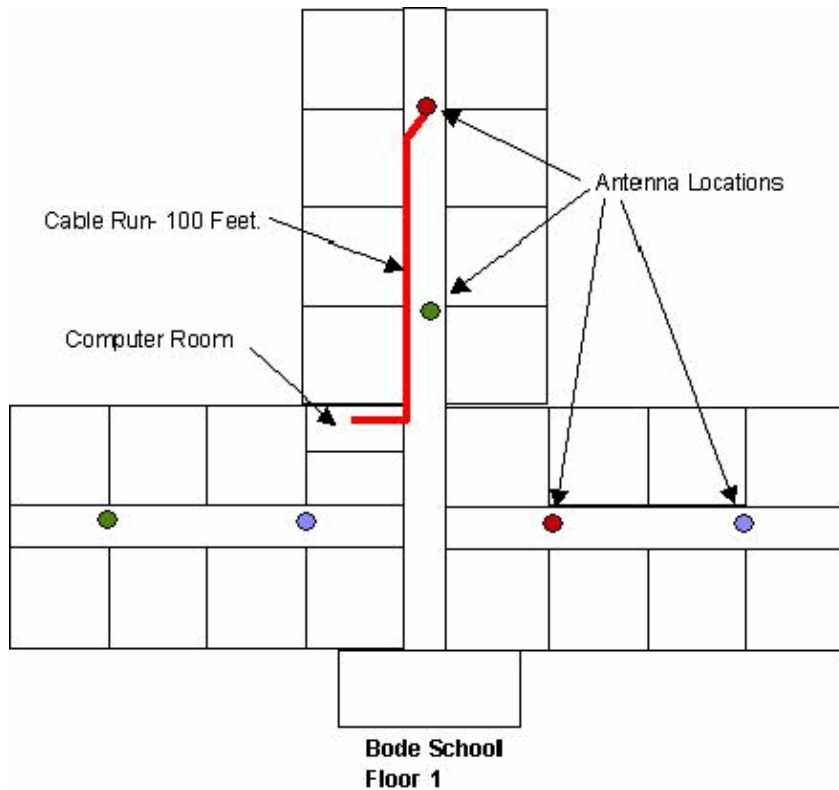 Antenna Locations
Cable Run- 100 Feet.
Computer Room
Bode School
Floor 1